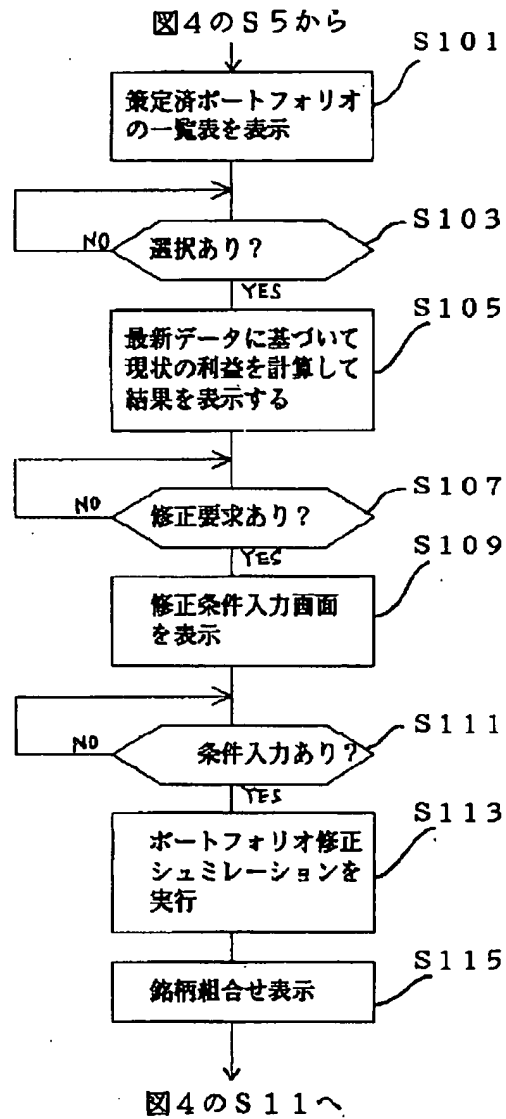 図4のS5から
S101
策定済ポートフォリオ
の一覧表を表示
S103
選択あり?
NO
YES
S105
最新データに基づいて
現状の利益を計算して
結果を表示する
S107
修正要求あり?
NO
YES
S109
修正条件入力画面
を表示
S111
条件入力あり?
NO
YES
S113
ポートフォリオ修正
シュミレーションを
実行
S115
銘柄組合せ表示
図4のS11へ